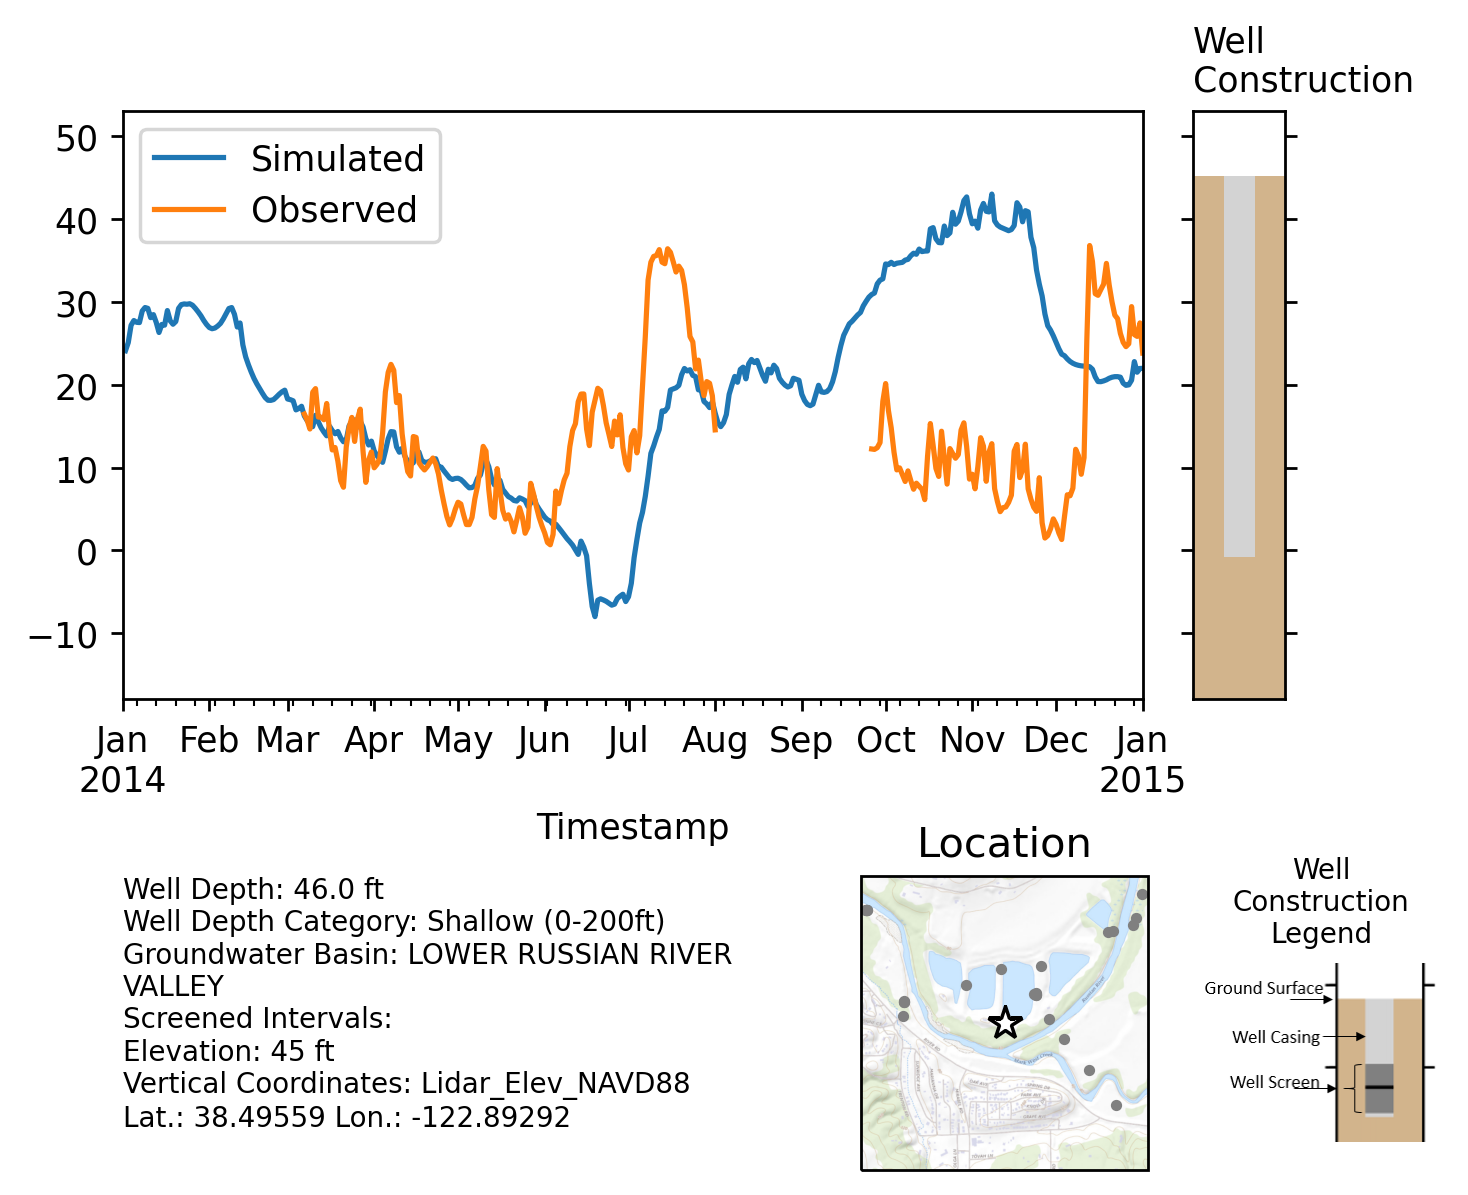 Well
Construction
50
40
30
20
10
0
−10
Simulated
Observed
Jan
2014
Feb
Mar
Apr
May
Jun
Jul
Aug
Sep
Oct
Nov
Dec
Jan
2015
Timestamp
Well Depth: 46.0 ft
Well Depth Category: Shallow (0-200ft)
Groundwater Basin: LOWER RUSSIAN RIVER
VALLEY
Screened Intervals:
Elevation: 45 ft
Vertical Coordinates: Lidar_Elev_NAVD88
Lat.: 38.49559 Lon.: -122.89292
Location
Well
Construction
Legend
Ground Surface
Well Casing
Well Screen